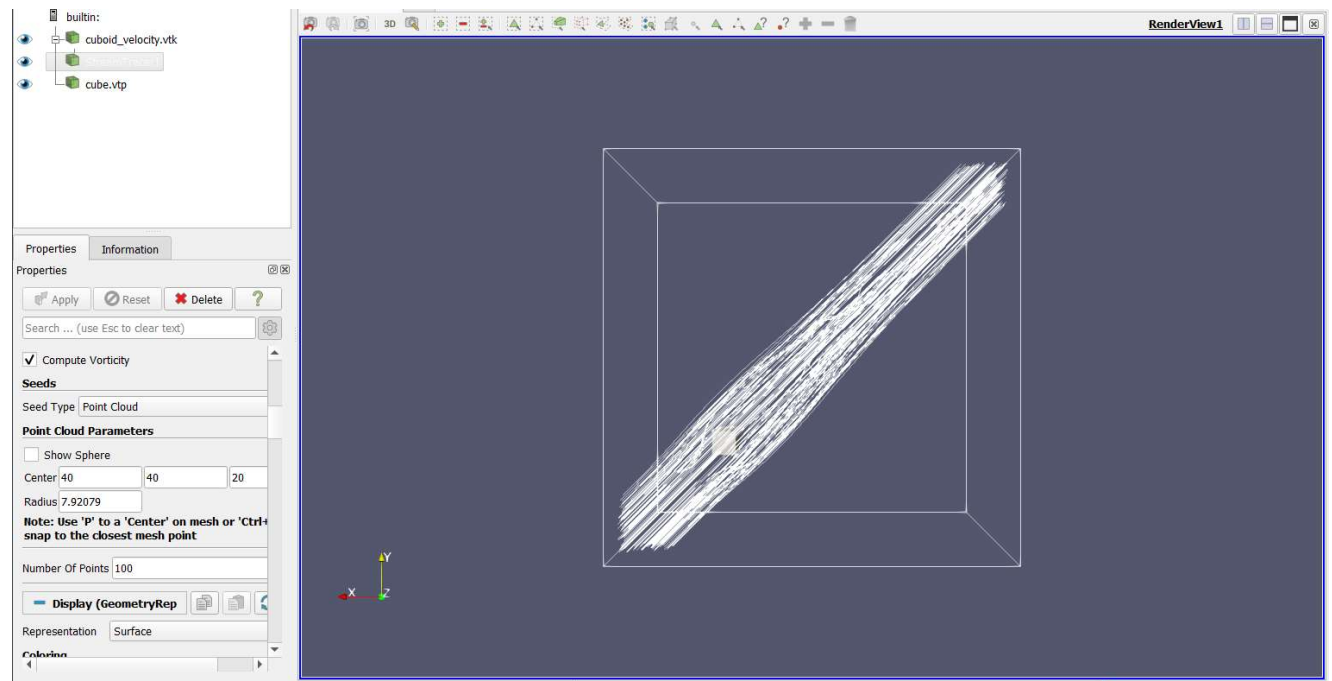 builtin:
3D
RenderView1
cuboid_velocity.vtk
StreamTracer1
cube.vtp
Properties Information
Properties
Apply Reset Delete ?
Search ... (use Esc to clear text)
Compute Vorticity
Seeds
Seed Type Point Cloud
Point Cloud Parameters
Show Sphere
Center 40 40 20
Radius 7.92079
Note: Use 'P' to a 'Center' on mesh or 'Ctrl+
snap to the closest mesh point
Number Of Points 100
Display (GeometryRep
Representation Surface
Coloring
Y
X Z